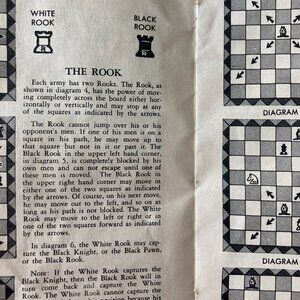 WHITE
ROOK
BLACK
ROOK
R
R
THE ROOK
Each army has two Rooks. The Rook, as
shown in diagram 4, has the power of mov-
ing completely across the board either hor-
izontally or vertically and may stop at any
of the squares as indicated by the arrows.
The Rook cannot jump over his or his
opponent's men. If one of his men is on a
square in his path, he may move up to
that square but not in it or past it. The
Black Rook in the upper left hand corner,
in diagram 5, is completely blocked by his
own men and can not escape until one of
these men is moved. The Black Rook in
the upper right hand corner may move in
either one of the two squares as indicated
by the arrows. Of course, on his next move,
he may move out to the left, and so on as
long as his path is not blocked. The White
Rook may move to the left or right or in
one of the two squares forward as indicated
by the arrows.
In diagram 6, the White Rook may cap-
ture the Black Knight, or the Black Pawn,
or the Black Rook.
Note: If the White Rook captures the
Black Knight, then the Black Rook will in
turn come back and capture the White
Rook. The White Rook cannot capture the
because his
DIAGRAM
DIAGRAM